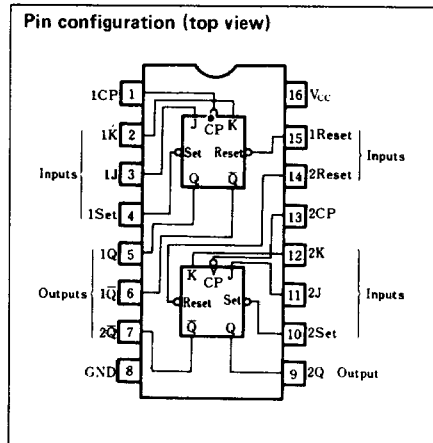 Pin configuration (top view)
1CP 1
1K 2
Inputs
1J 3
1Set 4
1Q 5
Outputs
1Q̅ 6
2Q̅ 7
GND 8
J CP K
Set Reset
Q Q̅
K CP J
Reset Set
Q̅ Q
16 VCC
15 1Reset
Inputs
14 2Reset
13 2CP
12 2K
11 2J
Inputs
10 2Set
9 2Q Output